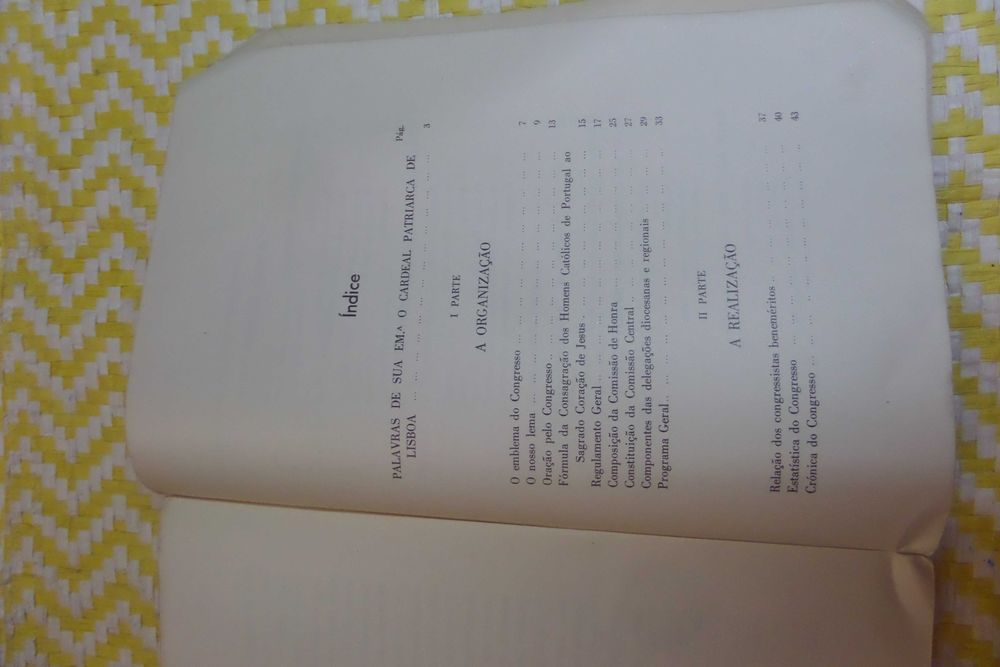 Índice
Pág.
PALAVRAS DE SUA EM.ᴬ O CARDEAL PATRIARCA DE
LISBOA ... ... ... ... ... ... ... ... ... ... ... ... 3
I PARTE
A ORGANIZAÇÃO
O emblema do Congresso ... ... ... ... ... ... ... ... 7
O nosso lema ... ... ... ... ... ... ... ... ... ... 9
Oração pelo Congresso ... ... ... ... ... ... ... ... 13
Fórmula da Consagração dos Homens Católicos de Portugal ao
Sagrado Coração de Jesus ... ... ... ... ... ... ... 15
Regulamento Geral ... ... ... ... ... ... ... ... ... 17
Composição da Comissão de Honra ... ... ... ... ... ... 25
Constituição da Comissão Central ... ... ... ... ... ... 27
Componentes das delegações diocesanas e regionais ... ... ... 29
Programa Geral ... ... ... ... ... ... ... ... ... ... 33
II PARTE
A REALIZAÇÃO
Relação dos congressistas beneméritos ... ... ... ... ... 37
Estatística do Congresso ... ... ... ... ... ... ... ... 40
Crónica do Congresso ... ... ... ... ... ... ... ... ... 43